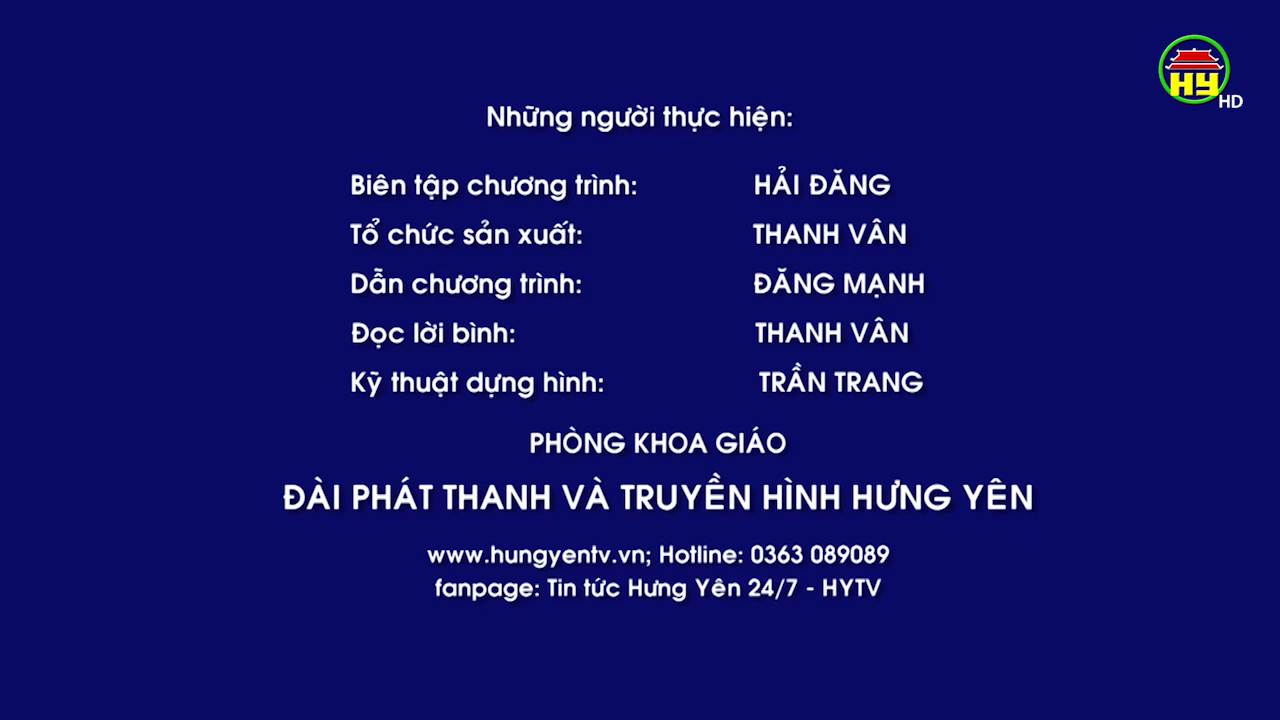 HY
HD
Những người thực hiện:
Biên tập chương trình: HẢI ĐĂNG
Tổ chức sản xuất: THANH VÂN
Dẫn chương trình: ĐĂNG MẠNH
Đọc lời bình: THANH VÂN
Kỹ thuật dựng hình: TRẦN TRANG
PHÒNG KHOA GIÁO
ĐÀI PHÁT THANH VÀ TRUYỀN HÌNH HƯNG YÊN
www.hungyentv.vn; Hotline: 0363 089089
fanpage: Tin tức Hưng Yên 24/7 - HYTV